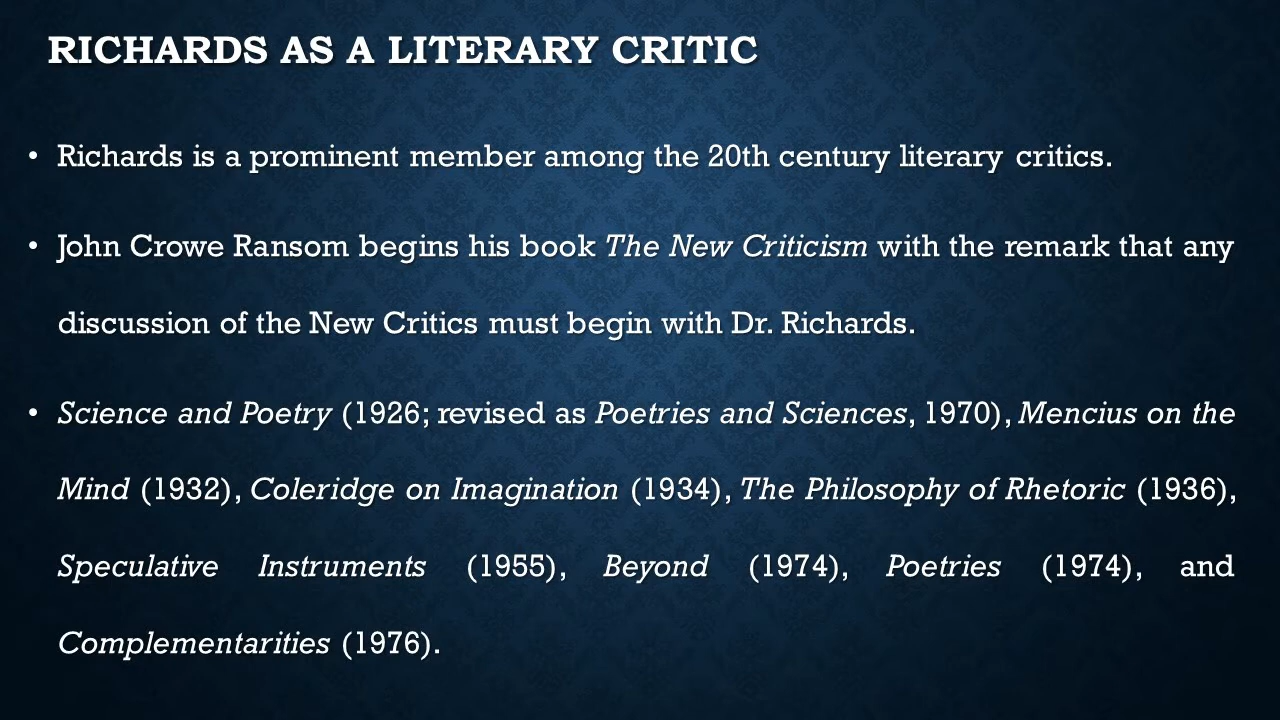 RICHARDS AS A LITERARY CRITIC
• Richards is a prominent member among the 20th century literary critics.
• John Crowe Ransom begins his book The New Criticism with the remark that any
discussion of the New Critics must begin with Dr. Richards.
• Science and Poetry (1926; revised as Poetries and Sciences, 1970), Mencius on the
Mind (1932), Coleridge on Imagination (1934), The Philosophy of Rhetoric (1936),
Speculative Instruments (1955), Beyond (1974), Poetries (1974), and
Complementarities (1976).